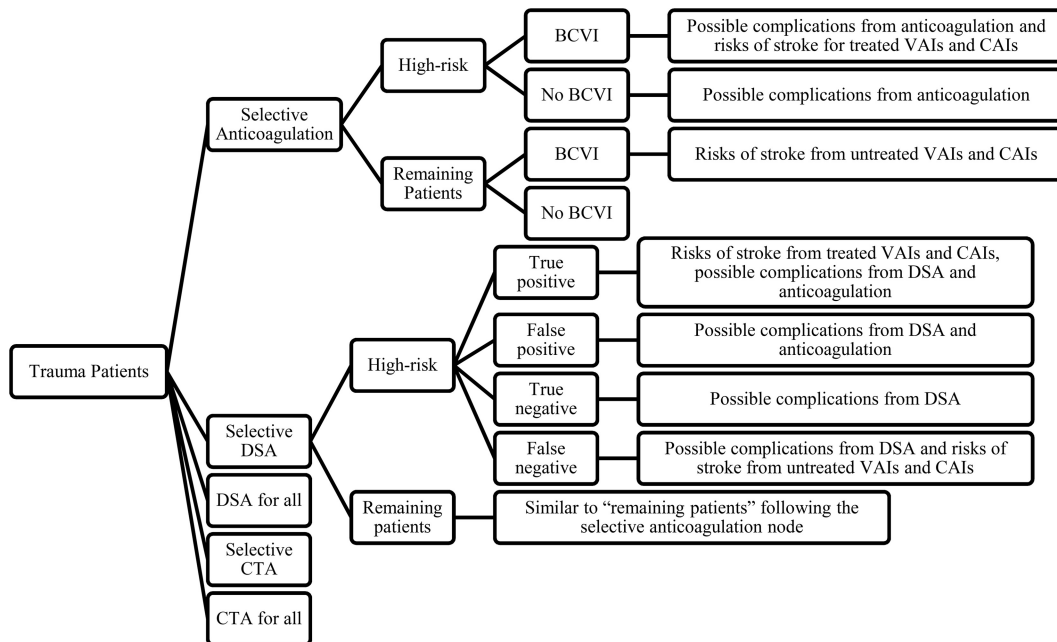 Trauma Patients
Selective
Anticoagulation
High-risk
BCVI
Possible complications from anticoagulation and
risks of stroke for treated VAIs and CAIs
No BCVI
Possible complications from anticoagulation
Remaining
Patients
BCVI
Risks of stroke from untreated VAIs and CAIs
No BCVI
Selective
DSA
High-risk
True
positive
Risks of stroke from treated VAIs and CAIs,
possible complications from DSA and
anticoagulation
False
positive
Possible complications from DSA and
anticoagulation
True
negative
Possible complications from DSA
False
negative
Possible complications from DSA and risks of
stroke from untreated VAIs and CAIs
Remaining
patients
Similar to “remaining patients” following the
selective anticoagulation node
DSA for all
Selective
CTA
CTA for all